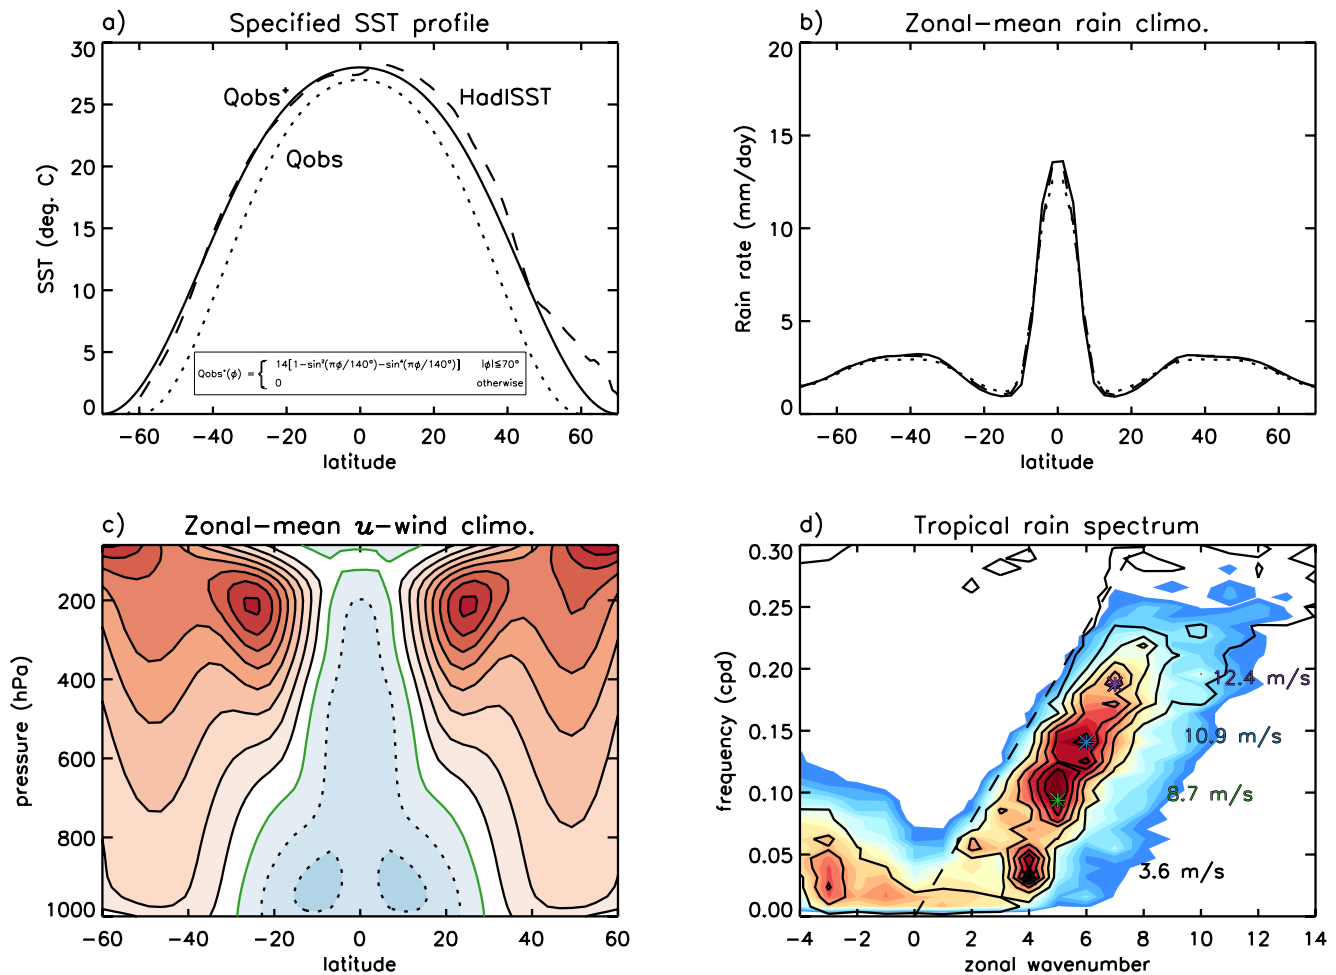 a) Specified SST profile
30
25
20
15
10
5
0
SST (deg. C)
Qobs+
HadISST
Qobs
Qobs+(ϕ) = { 14[1−sin²(πϕ/140°)−sin⁴(πϕ/140°)] |ϕ|≤70°
0 otherwise
−60 −40 −20 0 20 40 60
latitude
b) Zonal−mean rain climo.
20
15
10
5
0
Rain rate (mm/day)
−60 −40 −20 0 20 40 60
latitude
c) Zonal−mean u−wind climo.
200
400
600
800
1000
pressure (hPa)
−60 −40 −20 0 20 40 60
latitude
d) Tropical rain spectrum
0.30
0.25
0.20
0.15
0.10
0.05
0.00
frequency (cpd)
12.4 m/s
10.9 m/s
8.7 m/s
3.6 m/s
−4 −2 0 2 4 6 8 10 12 14
zonal wavenumber